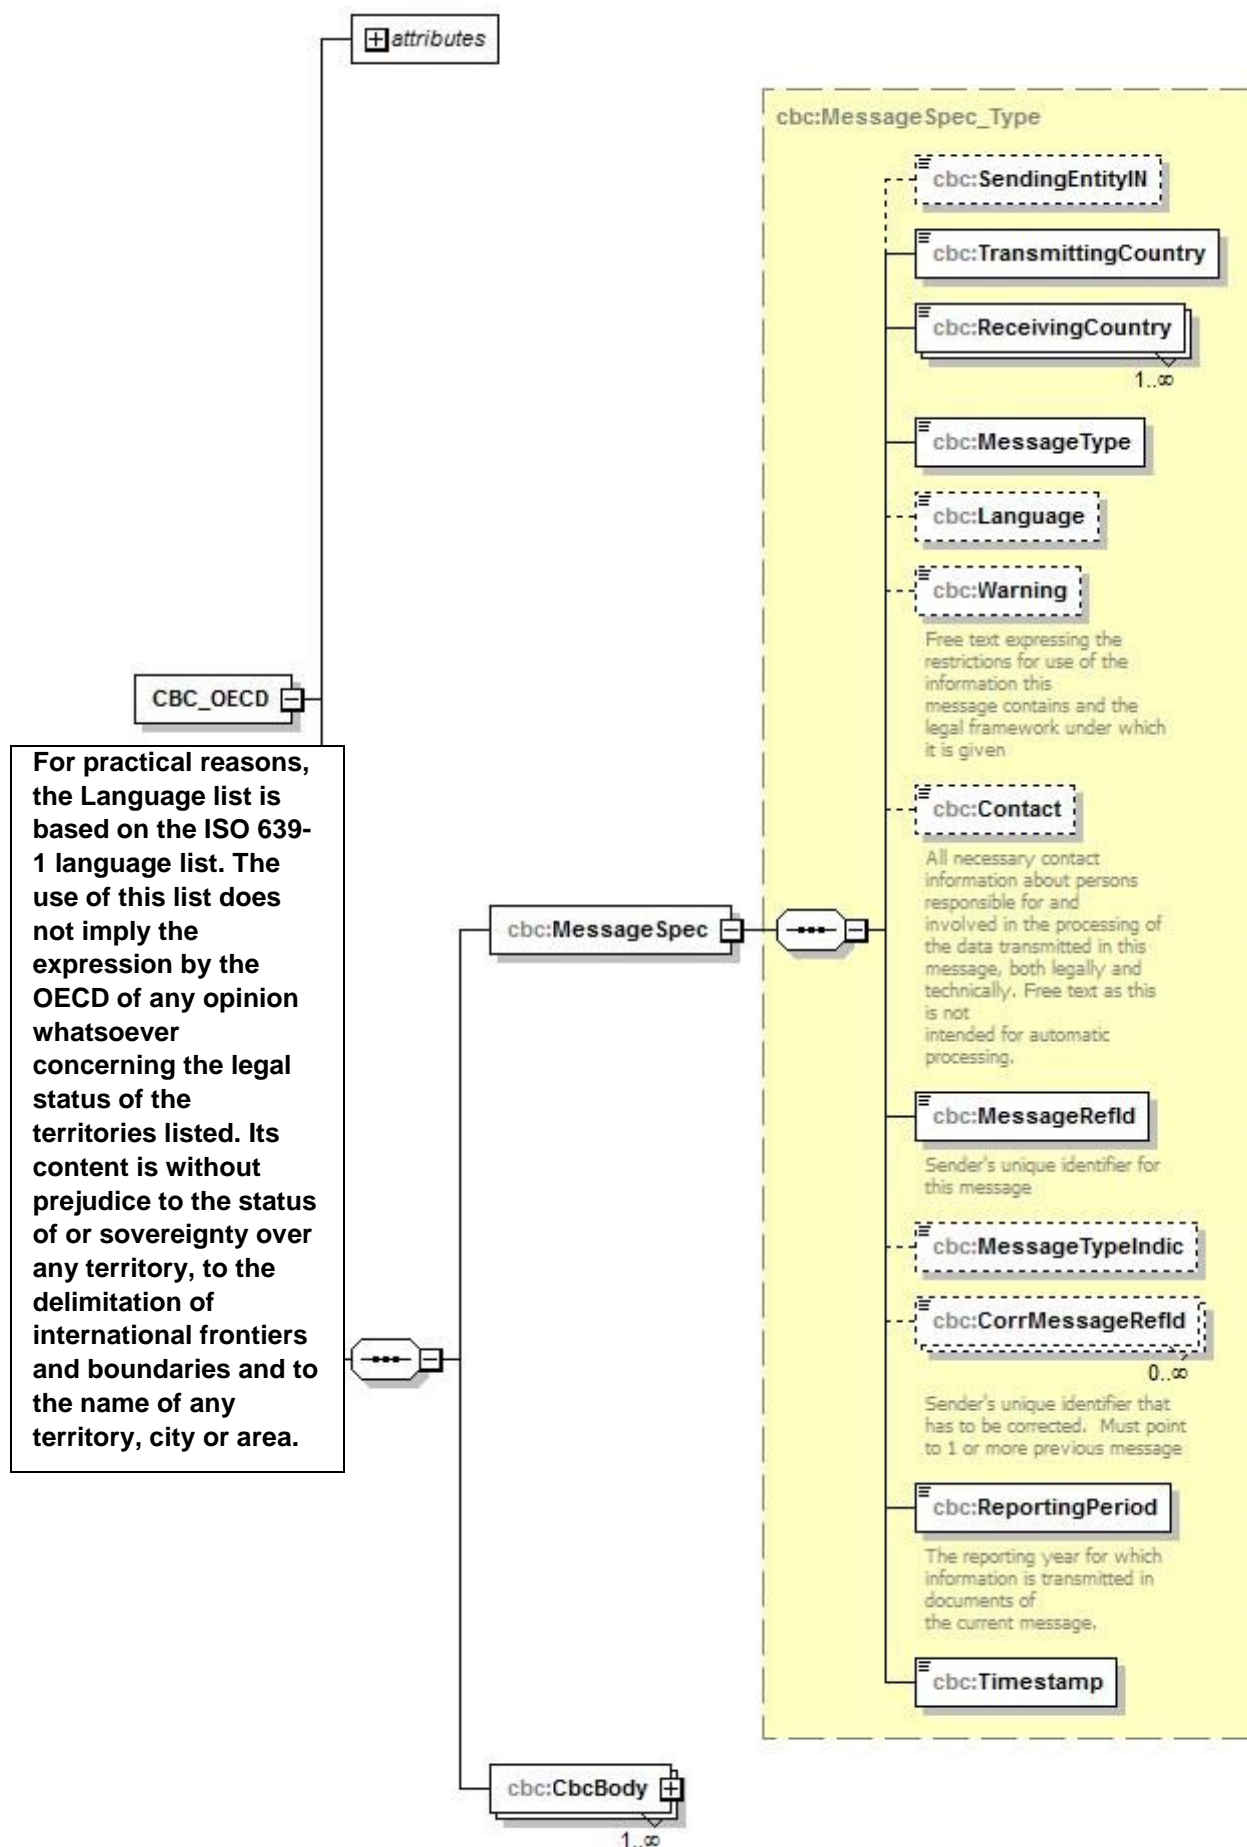 attributes
cbc:MessageSpec_Type
cbc:SendingEntityIN
cbc:TransmittingCountry
cbc:ReceivingCountry
1..∞
cbc:MessageType
cbc:Language
cbc:Warning
Free text expressing the
restrictions for use of the
information this
message contains and the
legal framework under which
it is given
CBC_OECD
For practical reasons,
the Language list is
based on the ISO 639-
1 language list. The
use of this list does
not imply the
expression by the
OECD of any opinion
whatsoever
concerning the legal
status of the
territories listed. Its
content is without
prejudice to the status
of or sovereignty over
any territory, to the
delimitation of
international frontiers
and boundaries and to
the name of any
territory, city or area.
cbc:Contact
All necessary contact
information about persons
responsible for and
involved in the processing of
the data transmitted in this
message, both legally and
technically. Free text as this
is not
intended for automatic
processing.
cbc:MessageSpec
cbc:MessageRefId
Sender's unique identifier for
this message
cbc:MessageTypeIndic
cbc:CorrMessageRefId
0..∞
Sender's unique identifier that
has to be corrected.  Must point
to 1 or more previous message
cbc:ReportingPeriod
The reporting year for which
information is transmitted in
documents of
the current message.
cbc:Timestamp
cbc:CbcBody
1..∞